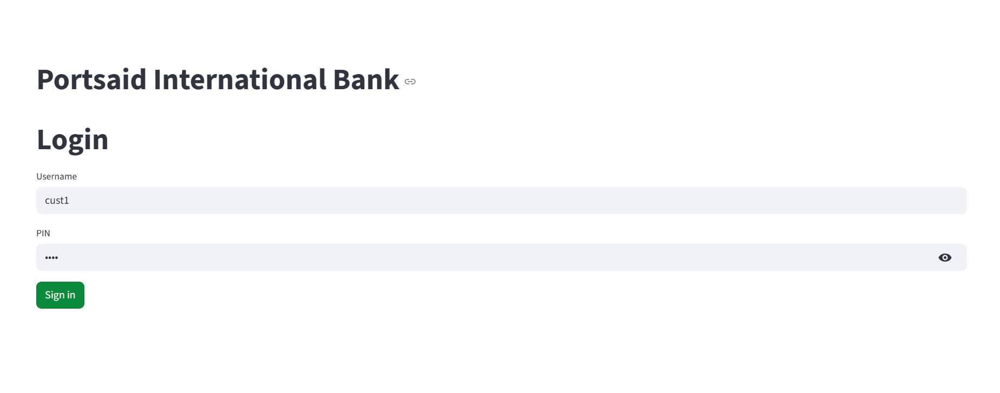 Portsaid International Bank
Login
Username
cust1
PIN
••••
Sign in